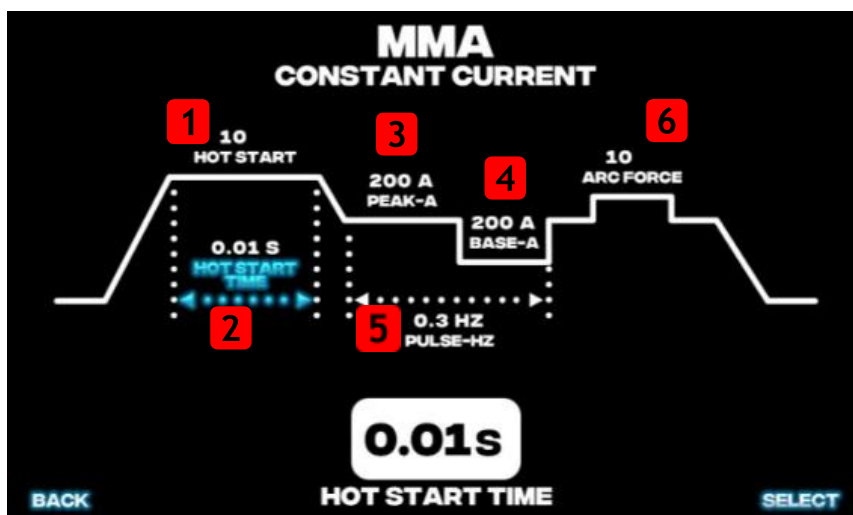 MMA
CONSTANT CURRENT
1
10
HOT START
3
200 A
PEAK-A
4
200 A
BASE-A
6
10
ARC FORCE
0.01 S
HOT START
TIME
2
5
0.3 HZ
PULSE-HZ
0.01s
HOT START TIME
BACK
SELECT